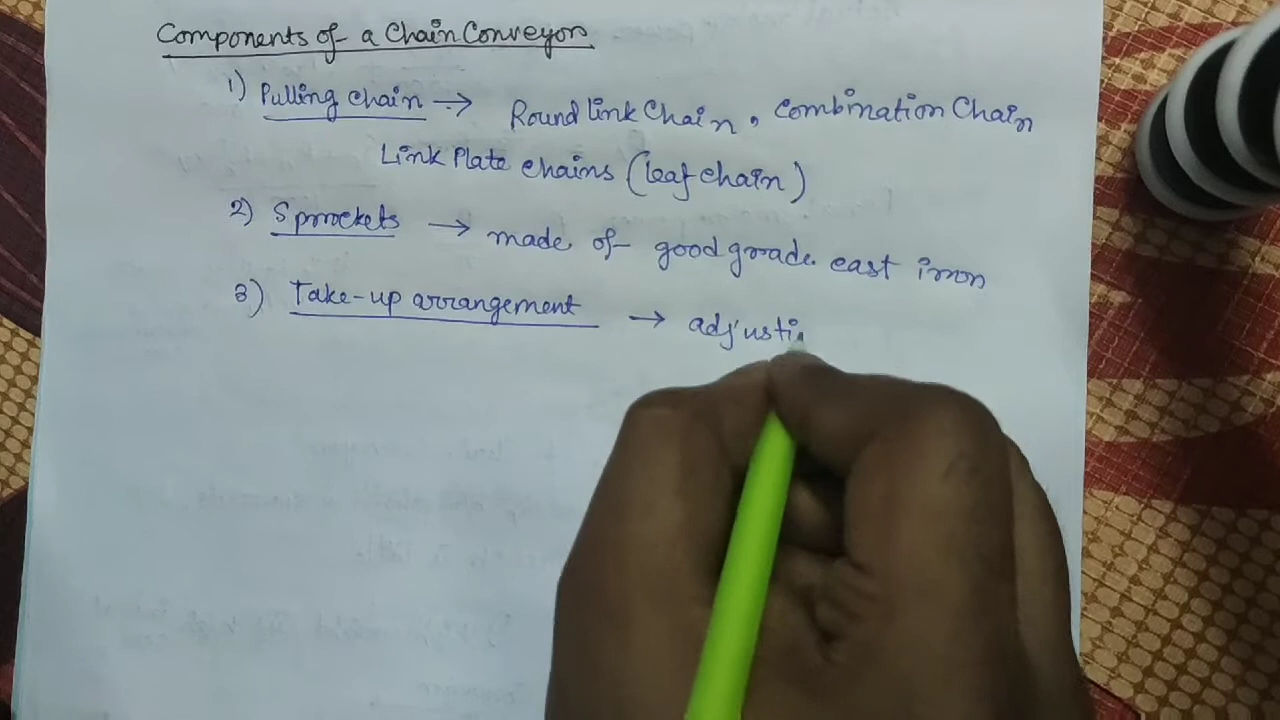 Components of a Chain Conveyor
1) Pulling chain → Round link Chain, Combination Chain
Link Plate chains (leaf chain)
2) Sprockets → made of good grade cast iron
3) Take-up arrangement → adjusti